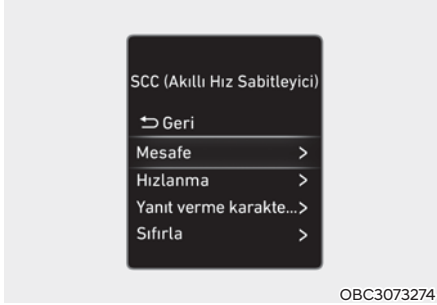 SCC (Akıllı Hız Sabitleyici)
Geri
Mesafe >
Hızlanma >
Yanıt verme karakte...>
Sıfırla >
OBC3073274